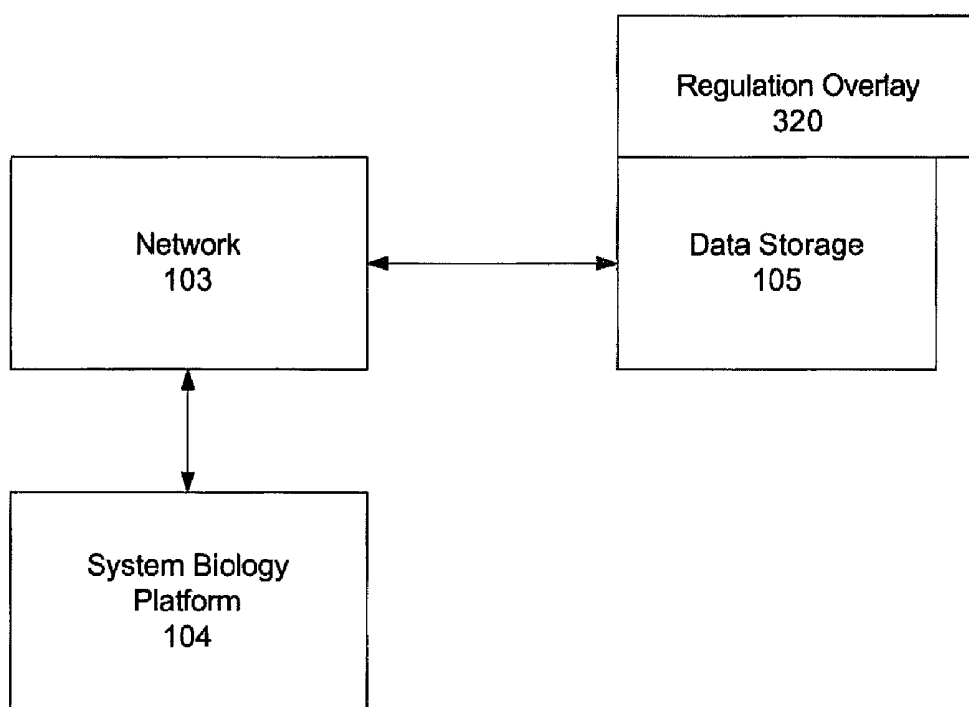 Regulation Overlay
320
Network
103
Data Storage
105
System Biology
Platform
104